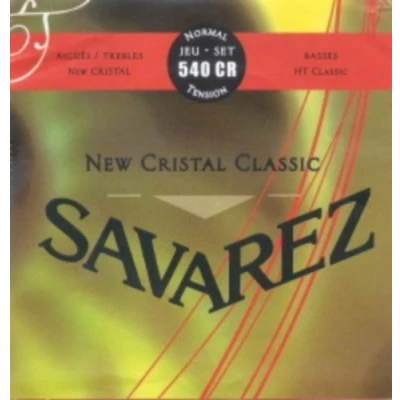 NORMAL
JEU - SET
540 CR
TENSION
AIGUËS / TREBLES
NEW CRISTAL
BASSES
HT CLASSIC
NEW CRISTAL CLASSIC
SAVAREZ